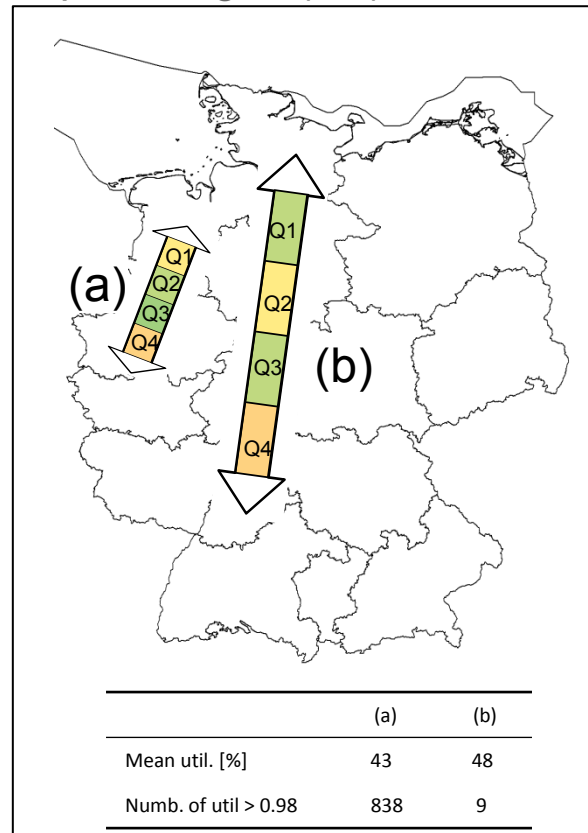 Q1
Q2
Q3
Q4
(a)
Q1
Q2
Q3
Q4
(b)
(a) (b)
Mean util. [%] 43 48
Numb. of util > 0.98 838 9